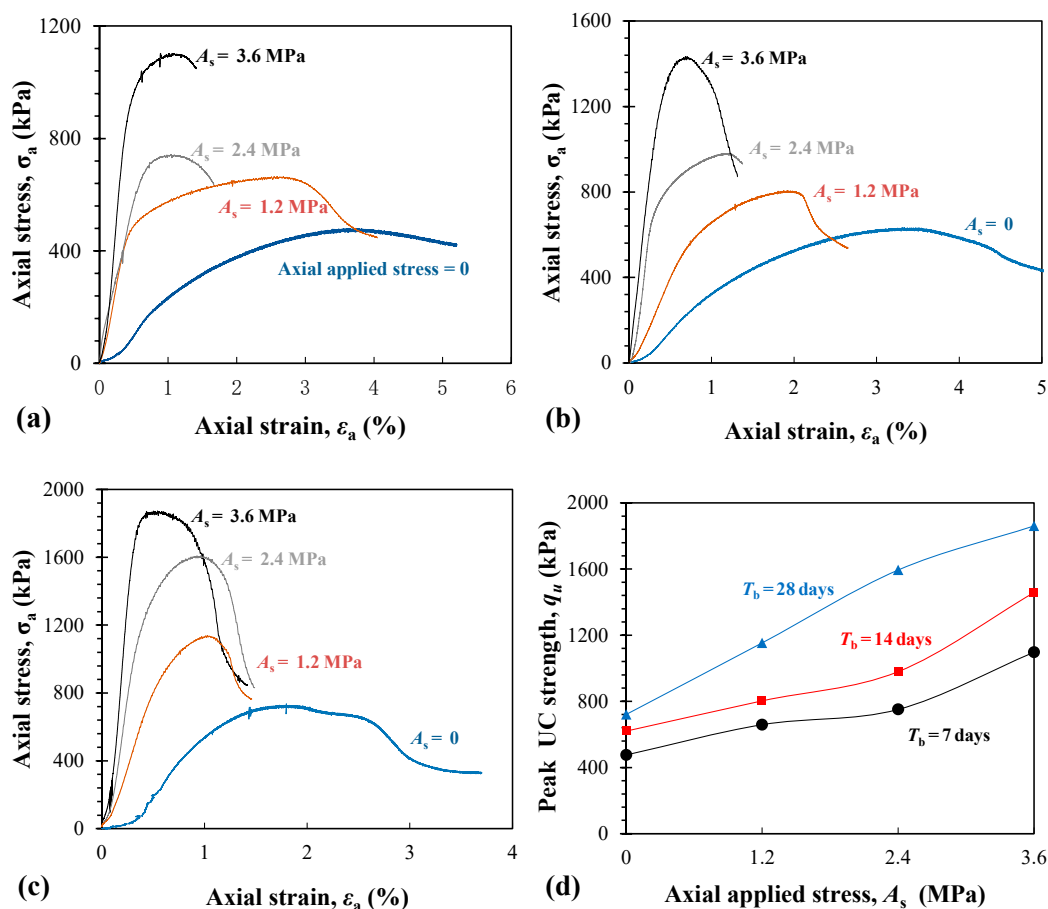 1200
800
400
0
0 1 2 3 4 5 6
Axial stress, σa (kPa)
Axial strain, εa (%)
As = 3.6 MPa
As = 2.4 MPa
As = 1.2 MPa
Axial applied stress = 0
(a)
1600
1200
800
400
0
0 1 2 3 4 5
Axial stress, σa (kPa)
Axial strain, εa (%)
As = 3.6 MPa
As = 2.4 MPa
As = 1.2 MPa
As = 0
(b)
2000
1600
1200
800
400
0
0 1 2 3 4
Axial stress, σa (kPa)
Axial strain, εa (%)
As = 3.6 MPa
As = 2.4 MPa
As = 1.2 MPa
As = 0
(c)
2000
1600
1200
800
400
0
0 1.2 2.4 3.6
Peak UC strength, qu (kPa)
Axial applied stress, As (MPa)
Tb = 28 days
Tb = 14 days
Tb = 7 days
(d)